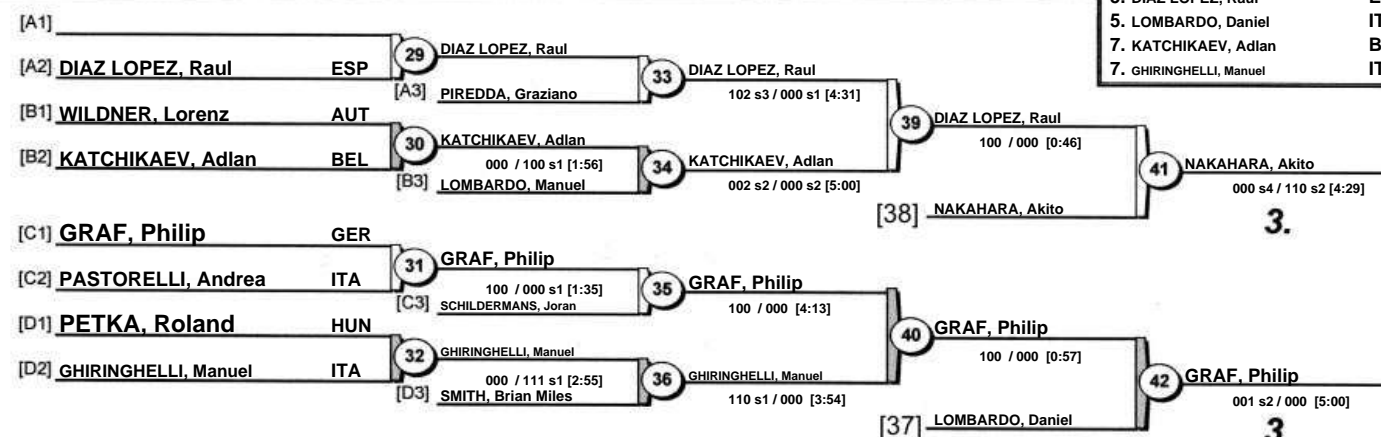 [A1]
[A2] DIAZ LOPEZ, Raul ESP
29 DIAZ LOPEZ, Raul
[A3] PIREDDA, Graziano
33 DIAZ LOPEZ, Raul
102 s3 / 000 s1 [4:31]
[B1] WILDNER, Lorenz AUT
[B2] KATCHIKAEV, Adlan BEL
30 KATCHIKAEV, Adlan
000 / 100 s1 [1:56]
[B3] LOMBARDO, Manuel
34 KATCHIKAEV, Adlan
002 s2 / 000 s2 [5:00]
39 DIAZ LOPEZ, Raul
100 / 000 [0:46]
[38] NAKAHARA, Akito
41 NAKAHARA, Akito
000 s4 / 110 s2 [4:29]
3.
[C1] GRAF, Philip GER
[C2] PASTORELLI, Andrea ITA
31 GRAF, Philip
100 / 000 s1 [1:35]
[C3] SCHILDERMANS, Joran
35 GRAF, Philip
100 / 000 [4:13]
[D1] PETKA, Roland HUN
[D2] GHIRINGHELLI, Manuel ITA
32 GHIRINGHELLI, Manuel
000 / 111 s1 [2:55]
[D3] SMITH, Brian Miles
36 GHIRINGHELLI, Manuel
110 s1 / 000 [3:54]
40 GRAF, Philip
100 / 000 [0:57]
[37] LOMBARDO, Daniel
42 GRAF, Philip
001 s2 / 000 [5:00]
3
5. LOMBARDO, Daniel IT
7. KATCHIKAEV, Adlan B
7. GHIRINGHELLI, Manuel IT